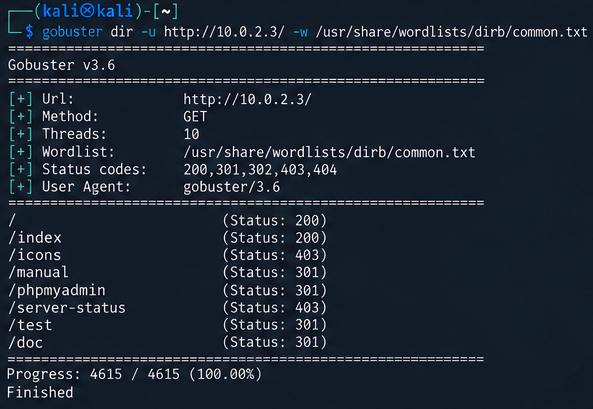 ┌──(kali㉿kali)-[~]
└─$ gobuster dir -u http://10.0.2.3/ -w /usr/share/wordlists/dirb/common.txt
===============================================================
Gobuster v3.6
===============================================================
[+] Url: http://10.0.2.3/
[+] Method: GET
[+] Threads: 10
[+] Wordlist: /usr/share/wordlists/dirb/common.txt
[+] Status codes: 200,301,302,403,404
[+] User Agent: gobuster/3.6
===============================================================
/ (Status: 200)
/index (Status: 200)
/icons (Status: 403)
/manual (Status: 301)
/phpmyadmin (Status: 301)
/server-status (Status: 403)
/test (Status: 301)
/doc (Status: 301)
===============================================================
Progress: 4615 / 4615 (100.00%)
Finished